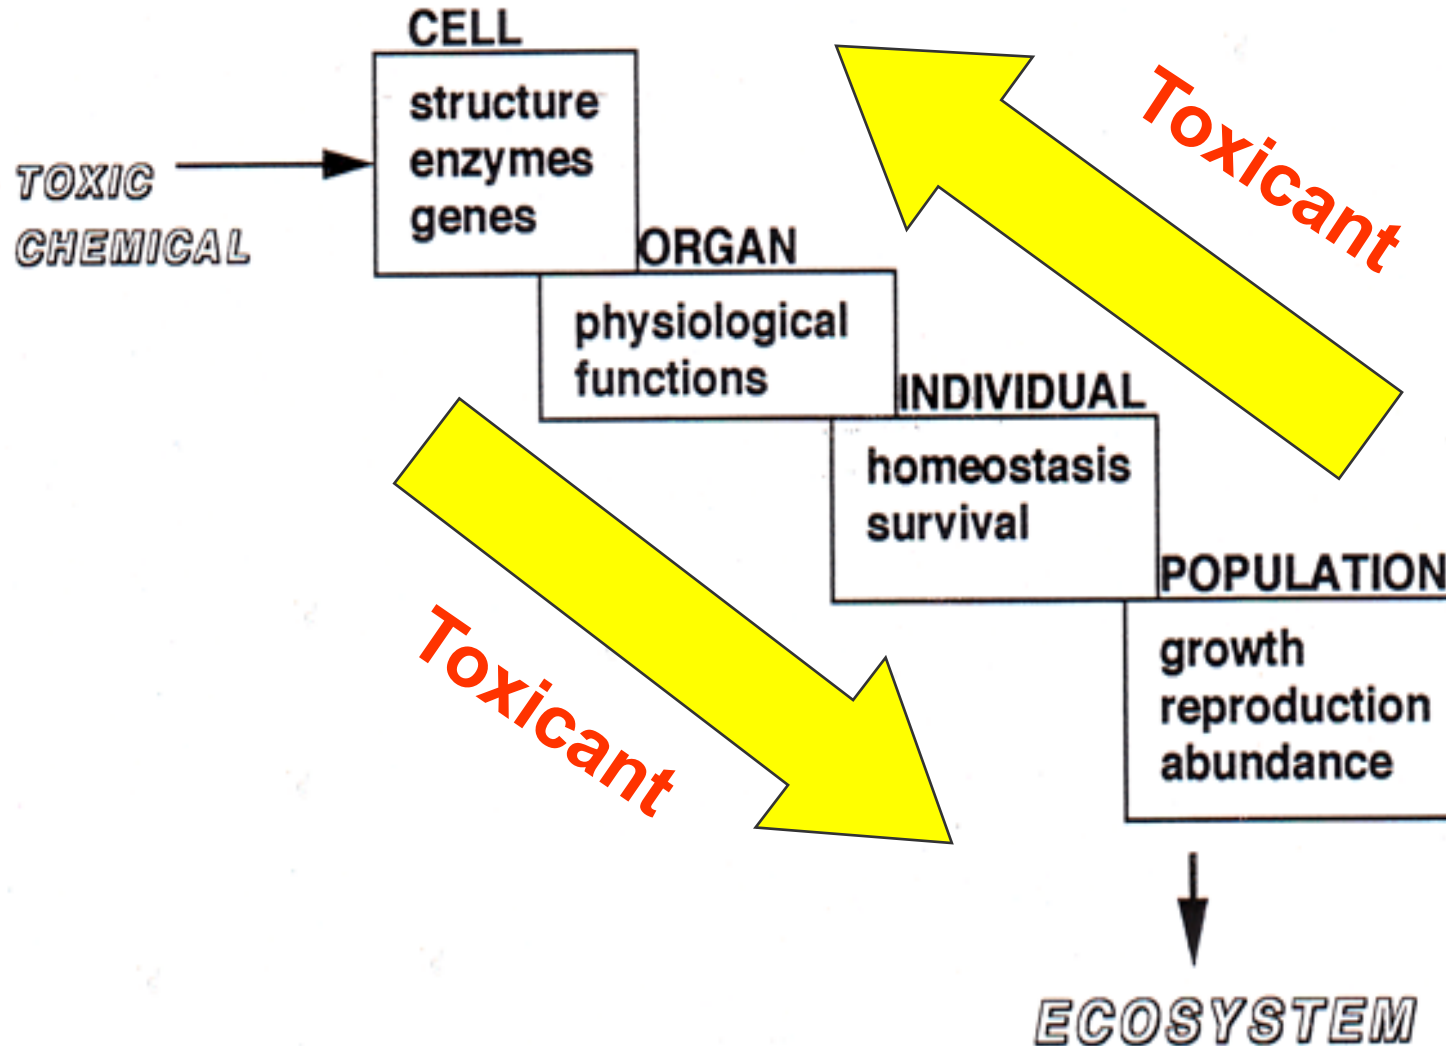 CELL
structure
enzymes
genes
TOXIC
CHEMICAL
ORGAN
physiological
functions
INDIVIDUAL
homeostasis
survival
POPULATION
growth
reproduction
abundance
ECOSYSTEM
Toxicant
Toxicant